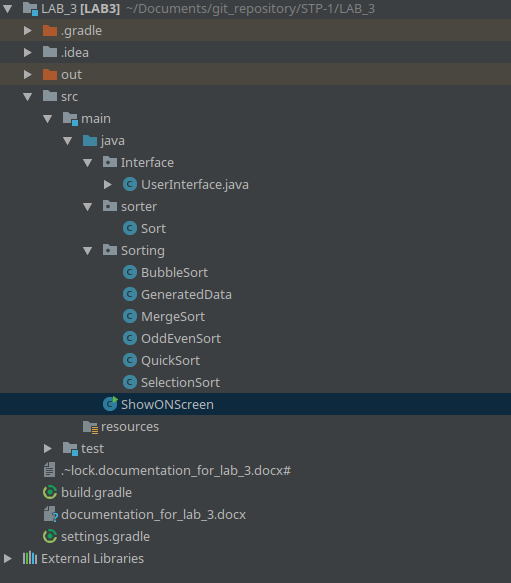 LAB_3 [LAB3] ~/Documents/git_repository/STP-1/LAB_3
.gradle
.idea
out
src
main
java
Interface
UserInterface.java
sorter
Sort
Sorting
BubbleSort
GeneratedData
MergeSort
OddEvenSort
QuickSort
SelectionSort
ShowONScreen
resources
test
.~lock.documentation_for_lab_3.docx#
build.gradle
documentation_for_lab_3.docx
settings.gradle
External Libraries